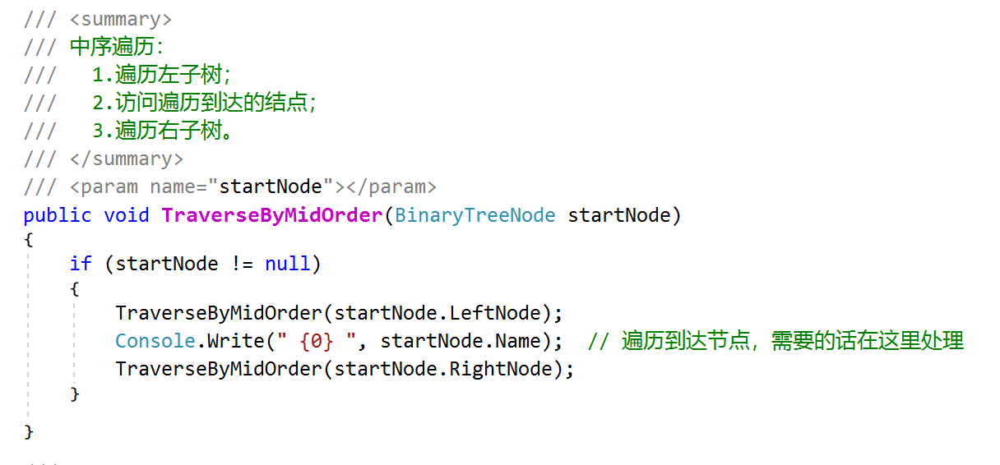 /// <summary>
/// 中序遍历：
///   1.遍历左子树；
///   2.访问遍历到达的结点；
///   3.遍历右子树。
/// </summary>
/// <param name="startNode"></param>
public void TraverseByMidOrder(BinaryTreeNode startNode)
{
    if (startNode != null)
    {
        TraverseByMidOrder(startNode.LeftNode);
        Console.Write(" {0} ", startNode.Name);  // 遍历到达节点，需要的话在这里处理
        TraverseByMidOrder(startNode.RightNode);
    }
}